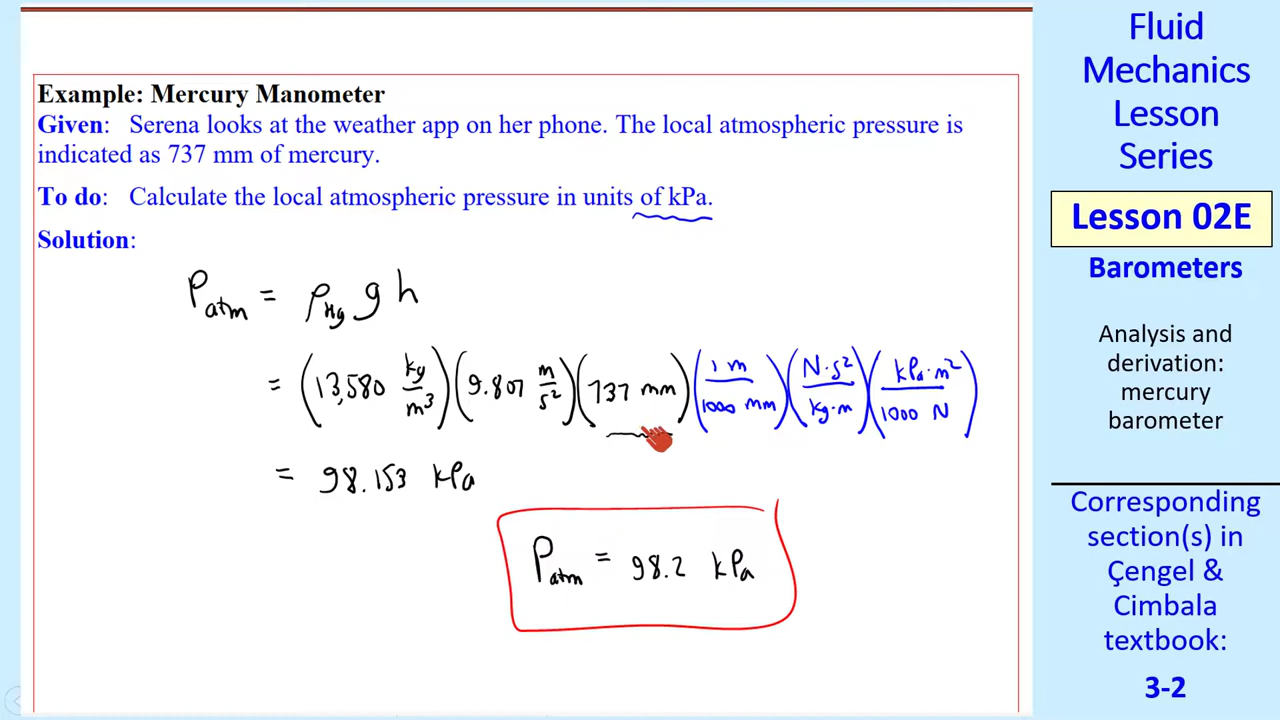 Example: Mercury Manometer
Given: Serena looks at the weather app on her phone. The local atmospheric pressure is
indicated as 737 mm of mercury.
To do: Calculate the local atmospheric pressure in units of kPa.
Solution:
P_atm = ρ_Hg g h
= (13,580 kg/m³)(9.807 m/s²)(737 mm)(1 m/1000 mm)(N·s²/kg·m)(kPa·m²/1000 N)
= 98.153 kPa
P_atm = 98.2 kPa
Fluid
Mechanics
Lesson
Series
Lesson 02E
Barometers
Analysis and
derivation:
mercury
barometer
Corresponding
section(s) in
Çengel &
Cimbala
textbook:
3-2